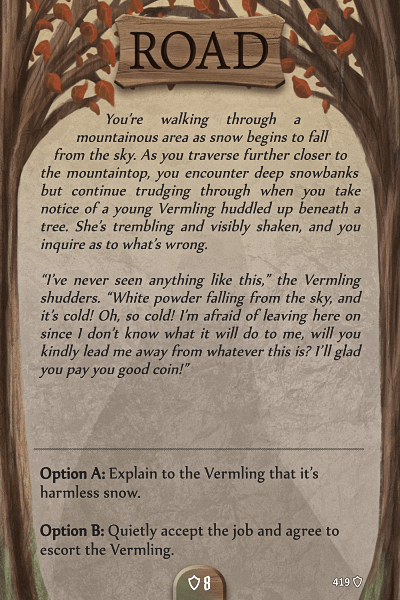 ROAD
You're walking through a
mountainous area as snow begins to fall
from the sky. As you traverse further closer to
the mountaintop, you encounter deep snowbanks
but continue trudging through when you take
notice of a young Vermling huddled up beneath a
tree. She's trembling and visibly shaken, and you
inquire as to what's wrong.
“I've never seen anything like this,” the Vermling
shudders. “White powder falling from the sky, and
it's cold! Oh, so cold! I'm afraid of leaving here on
since I don't know what it will do to me, will you
kindly lead me away from whatever this is? I'll glad
you pay you good coin!”
Option A: Explain to the Vermling that it's
harmless snow.
Option B: Quietly accept the job and agree to
escort the Vermling.
8
419